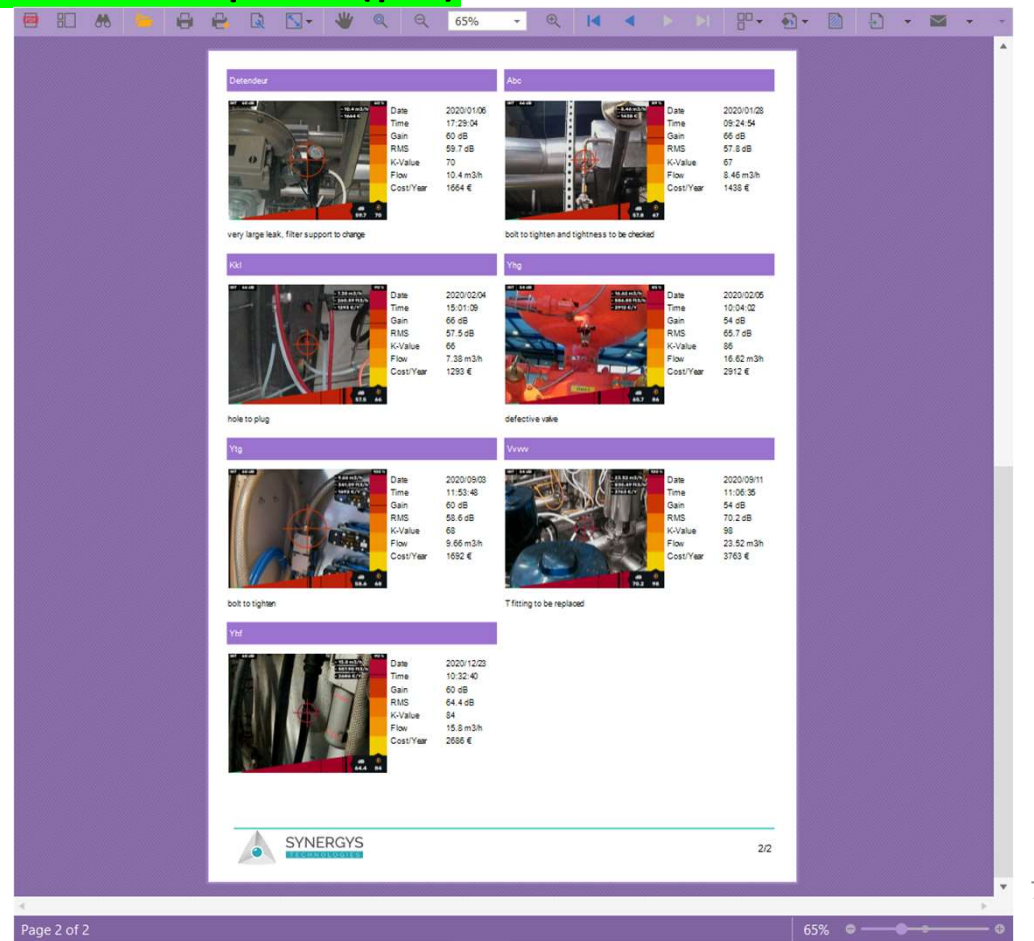 65%
Detendeur
Date 2020/01/06
Time 17:29:04
Gain 60 dB
RMS 59.7 dB
K-Value 70
Flow 10.4 m3/h
Cost/Year 1664 €
very large leak, filter support to change
Abc
Date 2020/01/28
Time 09:24:54
Gain 66 dB
RMS 57.8 dB
K-Value 67
Flow 8.46 m3/h
Cost/Year 1438 €
bolt to tighten and tightness to be checked
Kkl
Date 2020/02/04
Time 15:01:09
Gain 66 dB
RMS 57.5 dB
K-Value 66
Flow 7.38 m3/h
Cost/Year 1293 €
hole to plug
Yhg
Date 2020/02/05
Time 10:04:02
Gain 54 dB
RMS 65.7 dB
K-Value 86
Flow 16.62 m3/h
Cost/Year 2912 €
defective valve
Ytg
Date 2020/09/03
Time 11:53:48
Gain 60 dB
RMS 58.6 dB
K-Value 68
Flow 9.66 m3/h
Cost/Year 1692 €
bolt to tighten
Vvvvv
Date 2020/09/11
Time 11:06:35
Gain 54 dB
RMS 70.2 dB
K-Value 98
Flow 23.52 m3/h
Cost/Year 3763 €
T fitting to be replaced
Yhf
Date 2020/12/23
Time 10:32:40
Gain 60 dB
RMS 64.4 dB
K-Value 84
Flow 15.8 m3/h
Cost/Year 2686 €
SYNERGYS
TECHNOLOGIES
2/2
Page 2 of 2
65%